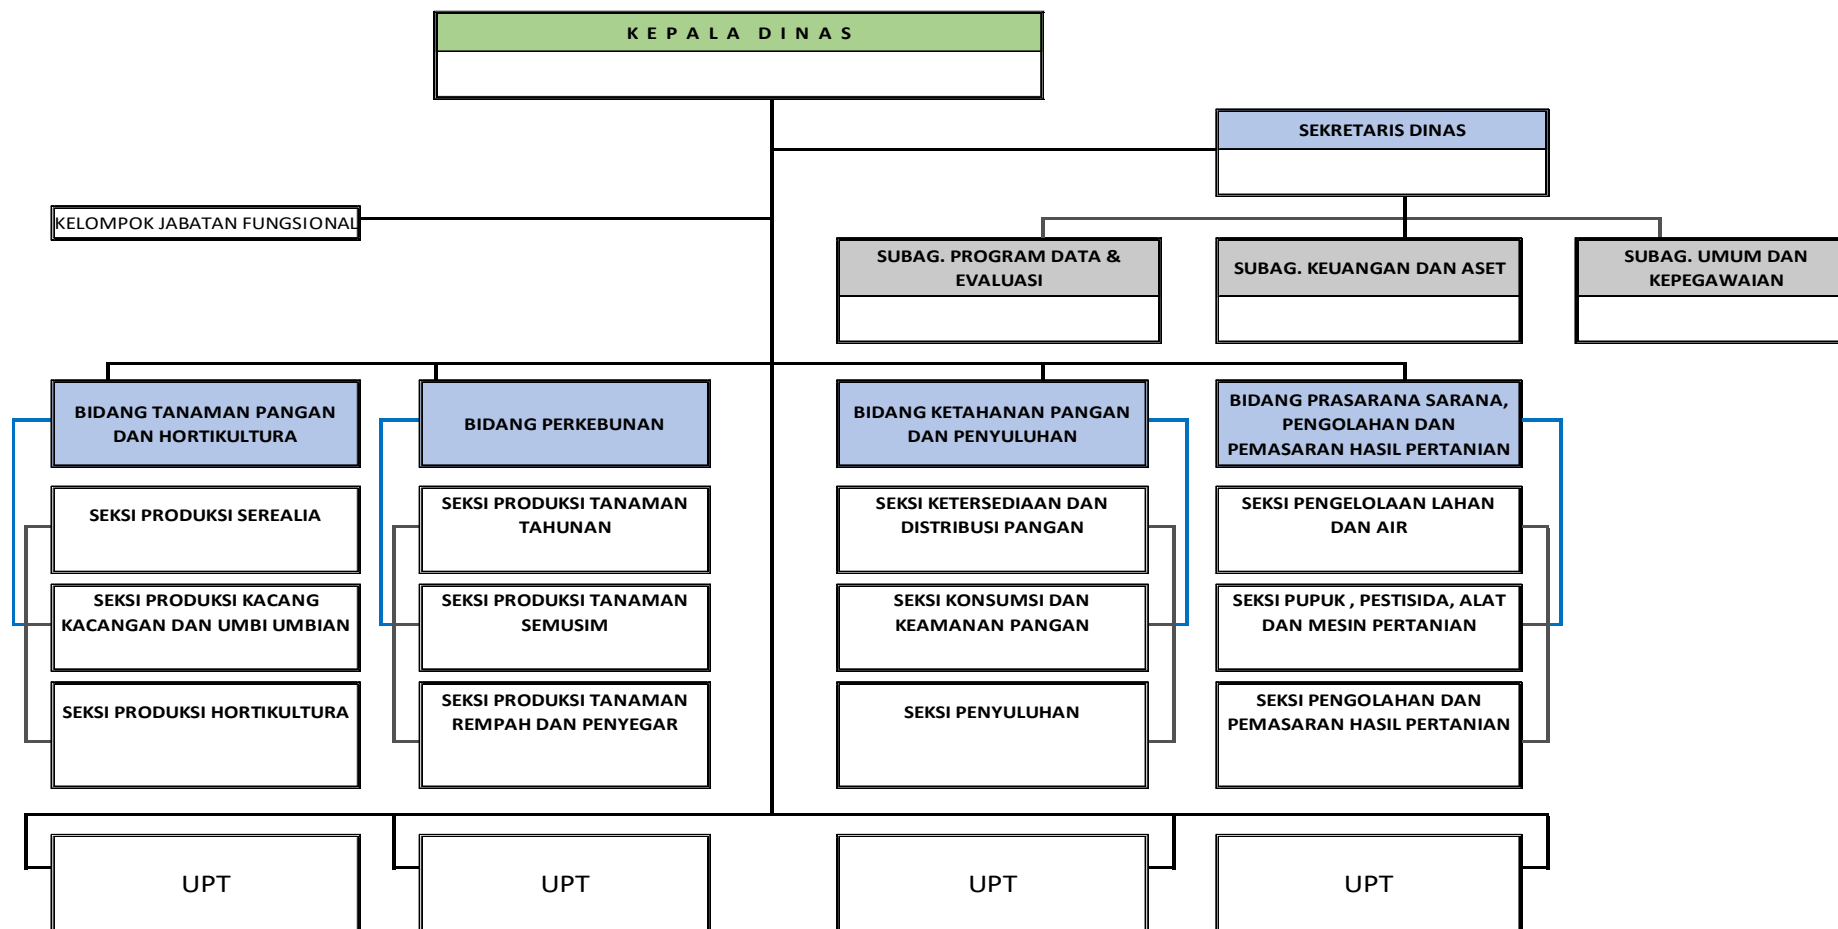 KEPALA DINAS
SEKRETARIS DINAS
KELOMPOK JABATAN FUNGSIONAL
SUBAG. PROGRAM DATA &
EVALUASI
SUBAG. KEUANGAN DAN ASET
SUBAG. UMUM DAN
KEPEGAWAIAN
BIDANG TANAMAN PANGAN
DAN HORTIKULTURA
BIDANG PERKEBUNAN
BIDANG KETAHANAN PANGAN
DAN PENYULUHAN
BIDANG PRASARANA SARANA,
PENGOLAHAN DAN
PEMASARAN HASIL PERTANIAN
SEKSI PRODUKSI SEREALIA
SEKSI PRODUKSI TANAMAN
TAHUNAN
SEKSI KETERSEDIAAN DAN
DISTRIBUSI PANGAN
SEKSI PENGELOLAAN LAHAN
DAN AIR
SEKSI PRODUKSI KACANG
KACANGAN DAN UMBI UMBIAN
SEKSI PRODUKSI TANAMAN
SEMUSIM
SEKSI KONSUMSI DAN
KEAMANAN PANGAN
SEKSI PUPUK , PESTISIDA, ALAT
DAN MESIN PERTANIAN
SEKSI PRODUKSI HORTIKULTURA
SEKSI PRODUKSI TANAMAN
REMPAH DAN PENYEGAR
SEKSI PENYULUHAN
SEKSI PENGOLAHAN DAN
PEMASARAN HASIL PERTANIAN
UPT
UPT
UPT
UPT